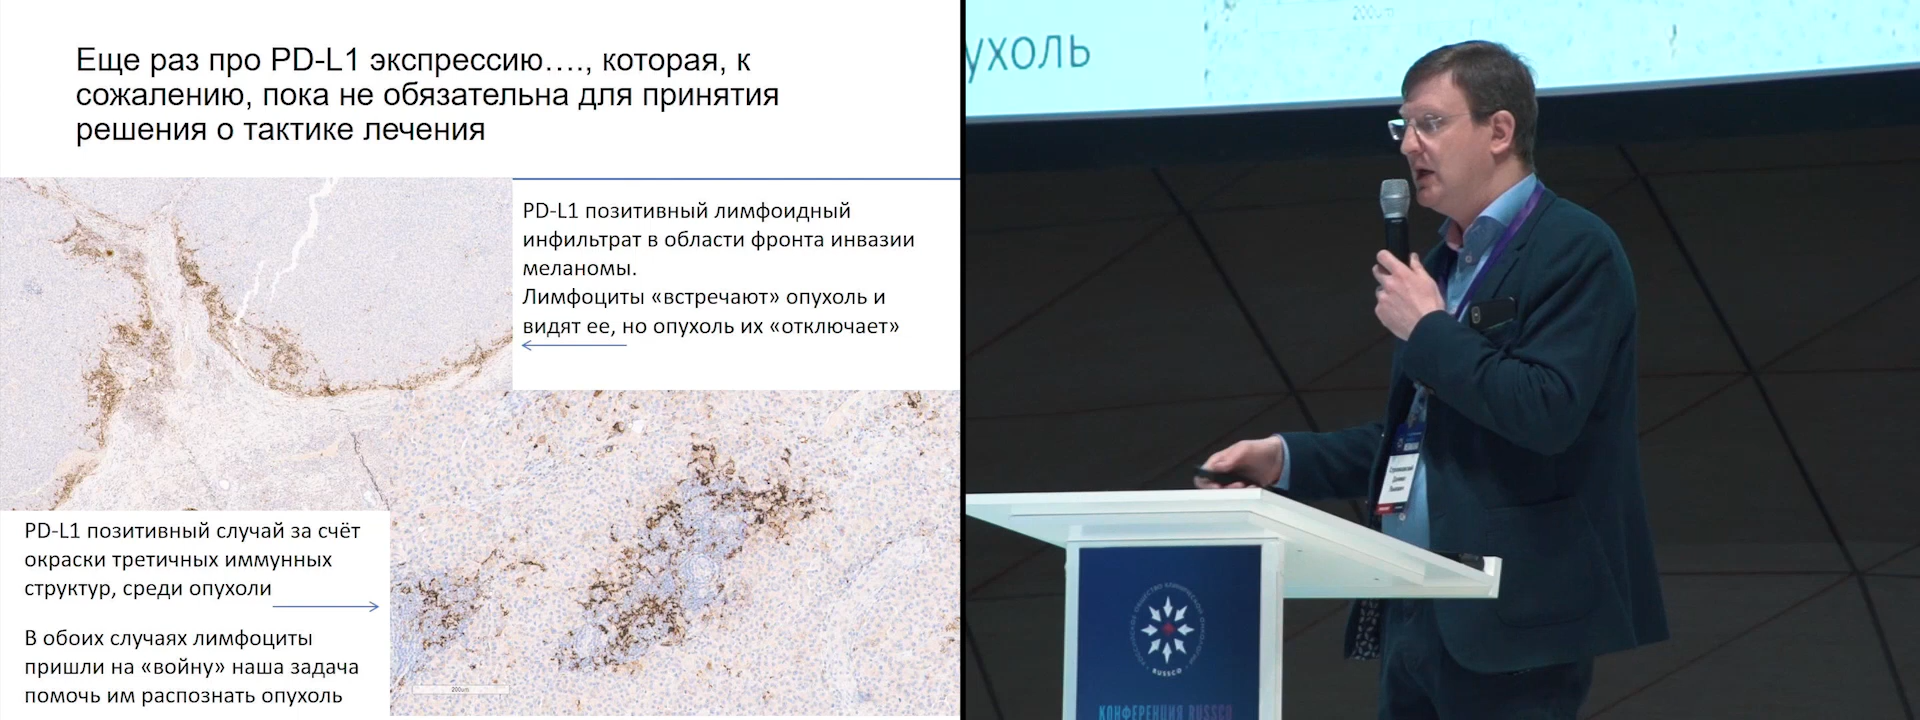 Еще раз про PD-L1 экспрессию…., которая, к
сожалению, пока не обязательна для принятия
решения о тактике лечения
PD-L1 позитивный лимфоидный
инфильтрат в области фронта инвазии
меланомы.
Лимфоциты «встречают» опухоль и
видят ее, но опухоль их «отключает»
PD-L1 позитивный случай за счёт
окраски третичных иммунных
структур, среди опухоли
В обоих случаях лимфоциты
пришли на «войну» наша задача
помочь им распознать опухоль
200um
200um
ухоль
RUSSCO
КОНФЕРЕНЦИЯ RUSSCO